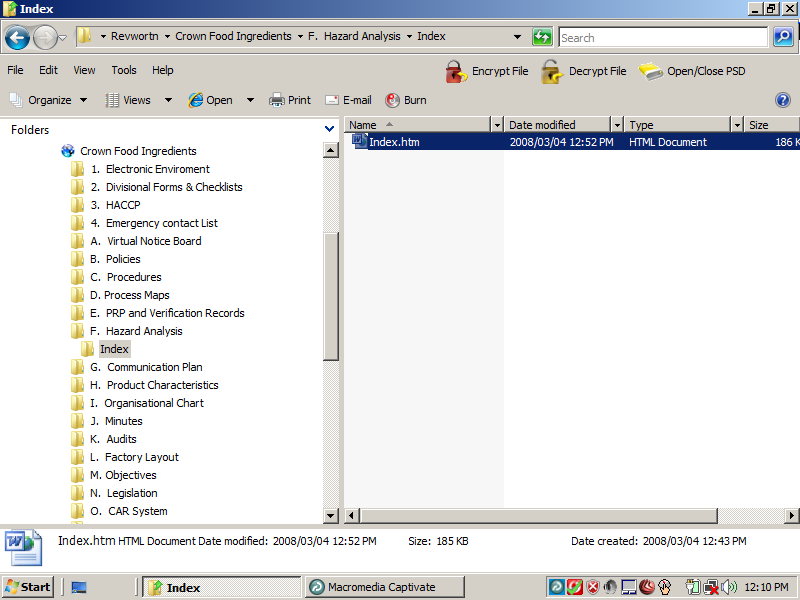 Index
Revwortn Crown Food Ingredients F. Hazard Analysis Index Search
File Edit View Tools Help Encrypt File Decrypt File Open/Close PSD
Organize Views Open Print E-mail Burn
Folders
Name Date modified Type Size
Index.htm 2008/03/04 12:52 PM HTML Document 186 K
Crown Food Ingredients
1. Electronic Enviroment
2. Divisional Forms & Checklists
3. HACCP
4. Emergency contact List
A. Virtual Notice Board
B. Policies
C. Procedures
D. Process Maps
E. PRP and Verification Records
F. Hazard Analysis
Index
G. Communication Plan
H. Product Characteristics
I. Organisational Chart
J. Minutes
K. Audits
L. Factory Layout
M. Objectives
N. Legislation
O. CAR System
Index.htm HTML Document Date modified: 2008/03/04 12:52 PM Size: 185 KB Date created: 2008/03/04 12:43 PM
Start Index Macromedia Captivate 12:10 PM